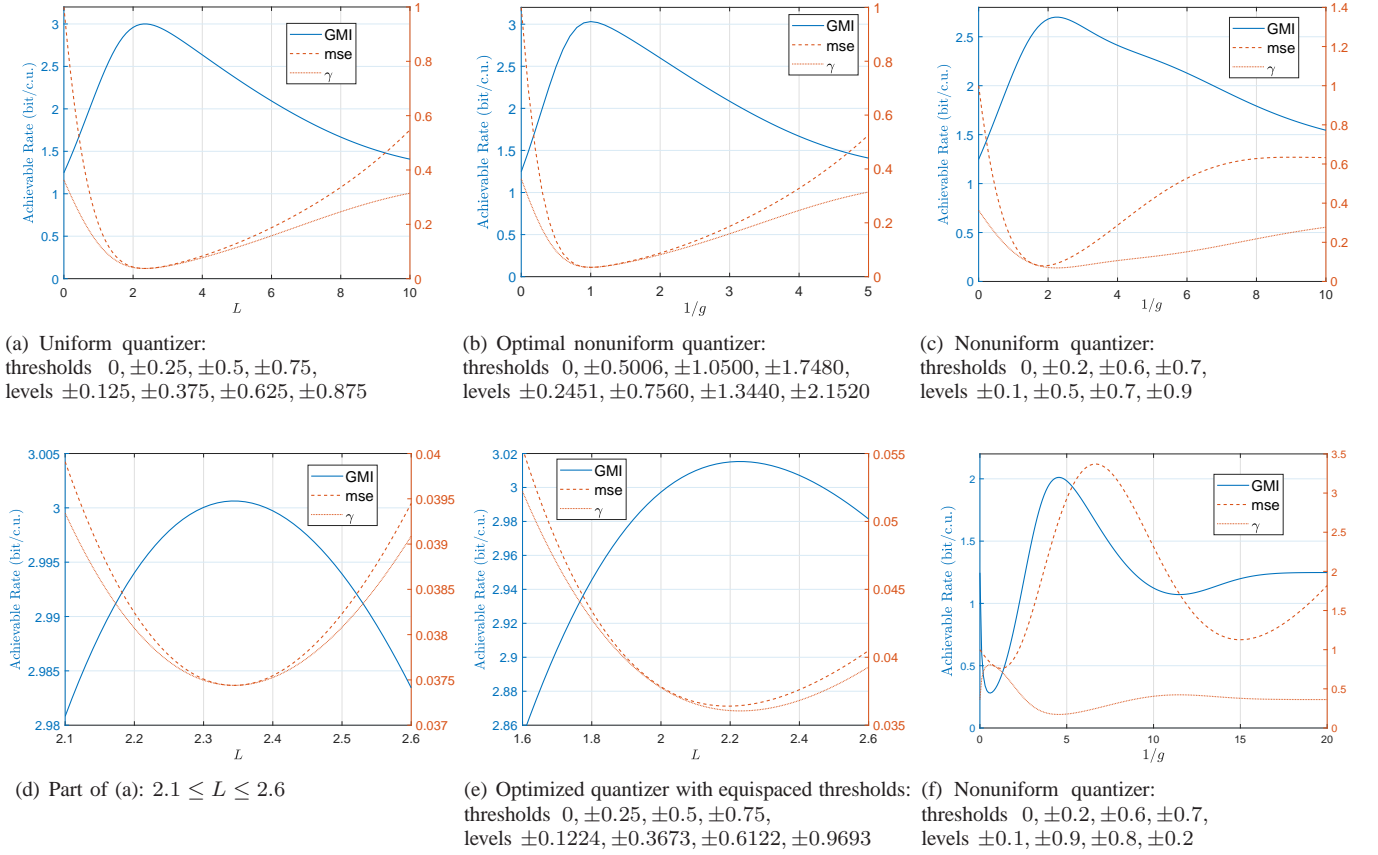 Achievable Rate (bit/c.u.)
3
2.5
2
1.5
1
0.5
0
1
0.8
0.6
0.4
0.2
0
0 2 4 6 8 10
L
GMI
mse
γ
(a) Uniform quantizer:
thresholds 0, ±0.25, ±0.5, ±0.75,
levels ±0.125, ±0.375, ±0.625, ±0.875
Achievable Rate (bit/c.u.)
3
2.5
2
1.5
1
0.5
0
1
0.8
0.6
0.4
0.2
0
0 1 2 3 4 5
1/g
GMI
mse
γ
(b) Optimal nonuniform quantizer:
thresholds 0, ±0.5006, ±1.0500, ±1.7480,
levels ±0.2451, ±0.7560, ±1.3440, ±2.1520
Achievable Rate (bit/c.u.)
2.5
2
1.5
1
0.5
0
1.4
1.2
1
0.8
0.6
0.4
0.2
0
0 2 4 6 8 10
1/g
GMI
mse
γ
(c) Nonuniform quantizer:
thresholds 0, ±0.2, ±0.6, ±0.7,
levels ±0.1, ±0.5, ±0.7, ±0.9
Achievable Rate (bit/c.u.)
3.005
3
2.995
2.99
2.985
2.98
0.04
0.0395
0.039
0.0385
0.038
0.0375
0.037
2.1 2.2 2.3 2.4 2.5 2.6
L
GMI
mse
γ
(d) Part of (a): 2.1 ≤ L ≤ 2.6
Achievable Rate (bit/c.u.)
3.02
3
2.98
2.96
2.94
2.92
2.9
2.88
2.86
0.055
0.05
0.045
0.04
0.035
1.6 1.8 2 2.2 2.4 2.6
L
GMI
mse
γ
(e) Optimized quantizer with equispaced thresholds:
thresholds 0, ±0.25, ±0.5, ±0.75,
levels ±0.1224, ±0.3673, ±0.6122, ±0.9693
Achievable Rate (bit/c.u.)
2
1.5
1
0.5
0
3.5
3
2.5
2
1.5
1
0.5
0
0 5 10 15 20
1/g
GMI
mse
γ
(f) Nonuniform quantizer:
thresholds 0, ±0.2, ±0.6, ±0.7,
levels ±0.1, ±0.9, ±0.8, ±0.2